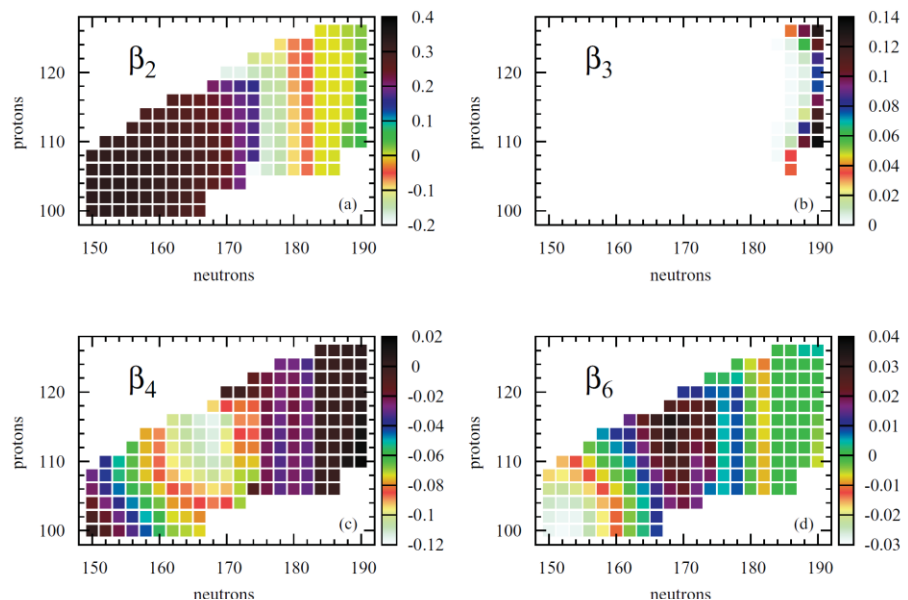 β2
protons
120
110
100
150 160 170 180 190
neutrons
(a)
0.4
0.3
0.2
0.1
0
-0.1
-0.2
β3
protons
120
110
100
150 160 170 180 190
neutrons
(b)
0.14
0.12
0.1
0.08
0.06
0.04
0.02
0
β4
protons
120
110
100
150 160 170 180 190
neutrons
(c)
0.02
0
-0.02
-0.04
-0.06
-0.08
-0.1
-0.12
β6
protons
120
110
100
150 160 170 180 190
neutrons
(d)
0.04
0.03
0.02
0.01
0
-0.01
-0.02
-0.03